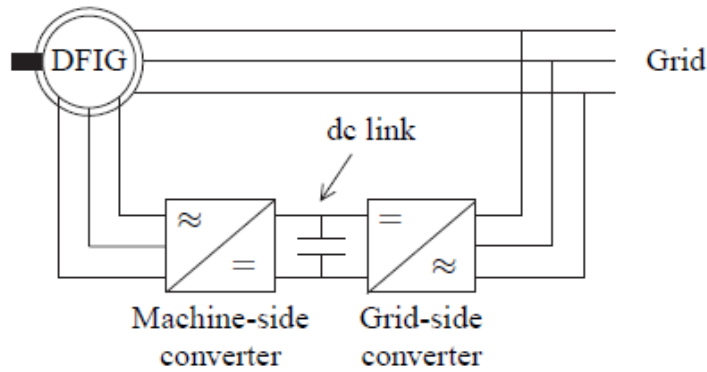 DFIG
Grid
dc link
≈
=
=
≈
Machine-side
converter
Grid-side
converter